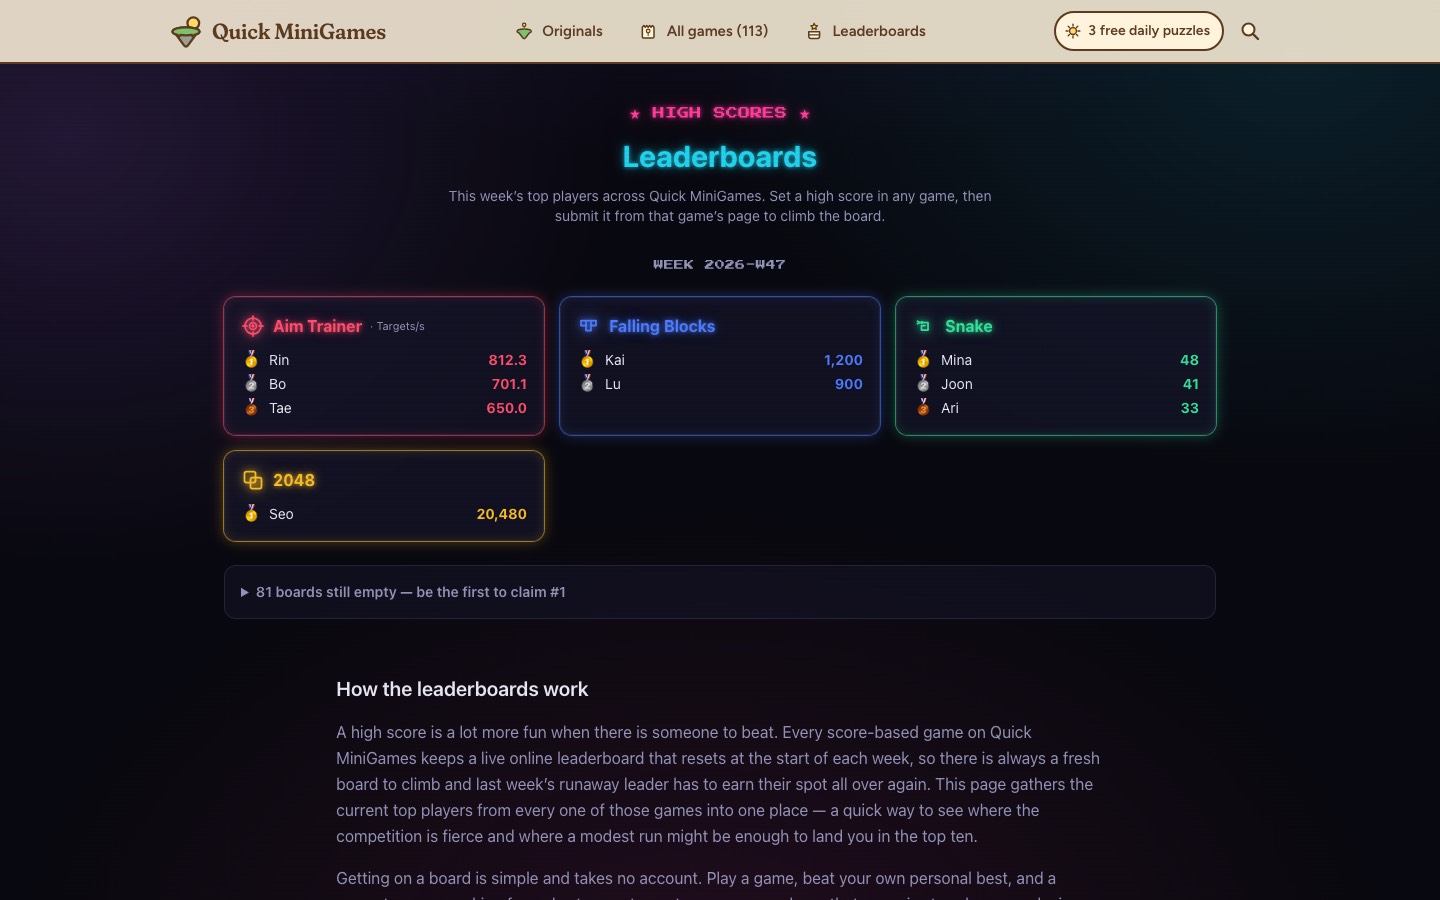 Quick MiniGames
Originals
All games (113)
Leaderboards
3 free daily puzzles
★ HIGH SCORES ★
Leaderboards
This week's top players across Quick MiniGames. Set a high score in any game, then
submit it from that game's page to climb the board.
WEEK 2026-W47
Aim Trainer · Targets/s
Rin 812.3
Bo 701.1
Tae 650.0
Falling Blocks
Kai 1,200
Lu 900
Snake
Mina 48
Joon 41
Ari 33
2048
Seo 20,480
81 boards still empty — be the first to claim #1
How the leaderboards work
A high score is a lot more fun when there is someone to beat. Every score-based game on Quick
MiniGames keeps a live online leaderboard that resets at the start of each week, so there is always a fresh
board to climb and last week's runaway leader has to earn their spot all over again. This page gathers the
current top players from every one of those games into one place — a quick way to see where the
competition is fierce and where a modest run might be enough to land you in the top ten.
Getting on a board is simple and takes no account. Play a game, beat your own personal best, and a